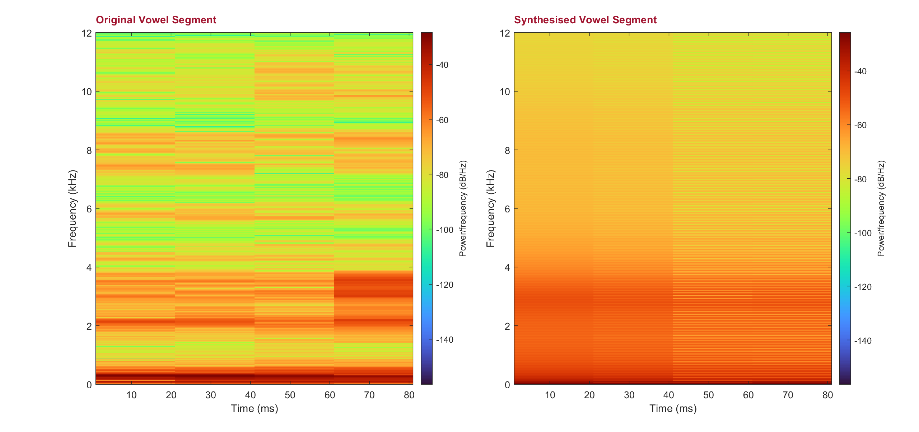 Original Vowel Segment
12
10
8
6
4
2
0
10 20 30 40 50 60 70 80
Time (ms)
Frequency (kHz)
-40
-60
-80
-100
-120
-140
Power/frequency (dB/Hz)
Synthesised Vowel Segment
12
10
8
6
4
2
0
10 20 30 40 50 60 70 80
Time (ms)
Frequency (kHz)
-40
-60
-80
-100
-120
-140
Power/frequency (dB/Hz)